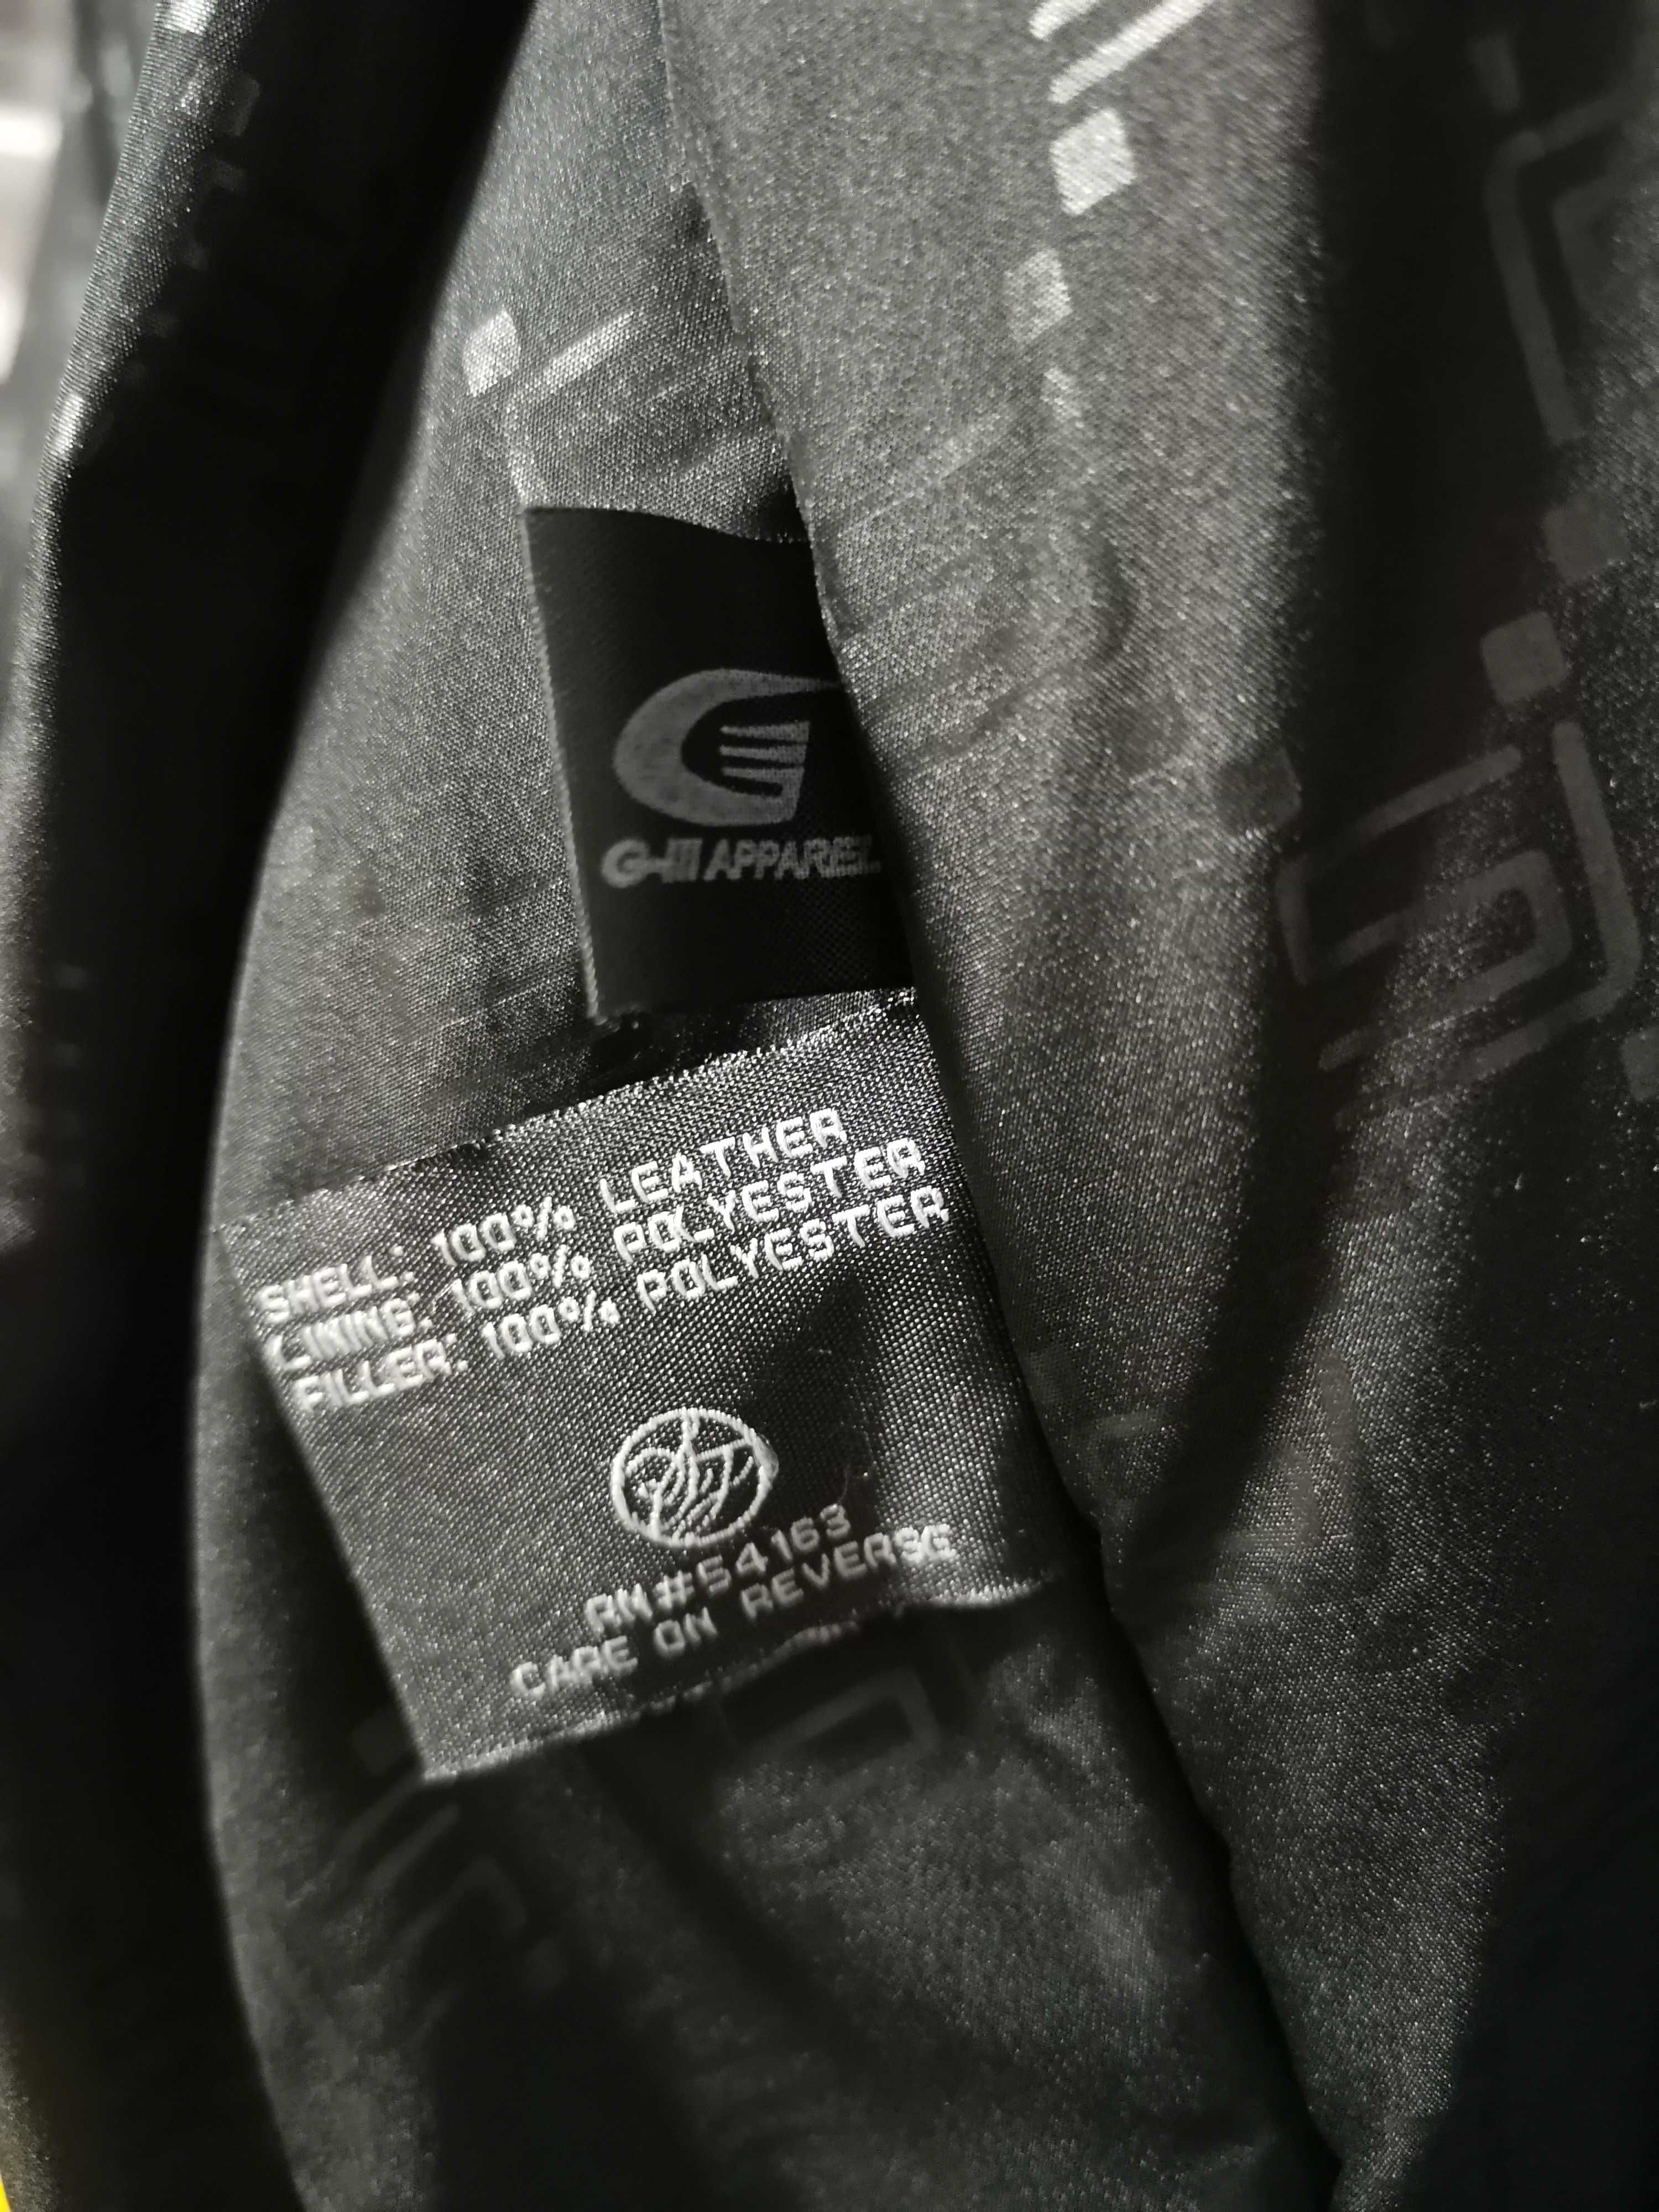 G-III APPAREL
SHELL: 100% LEATHER
LINING: 100% POLYESTER
FILLER: 100% POLYESTER
RN#54163
CARE ON REVERSE